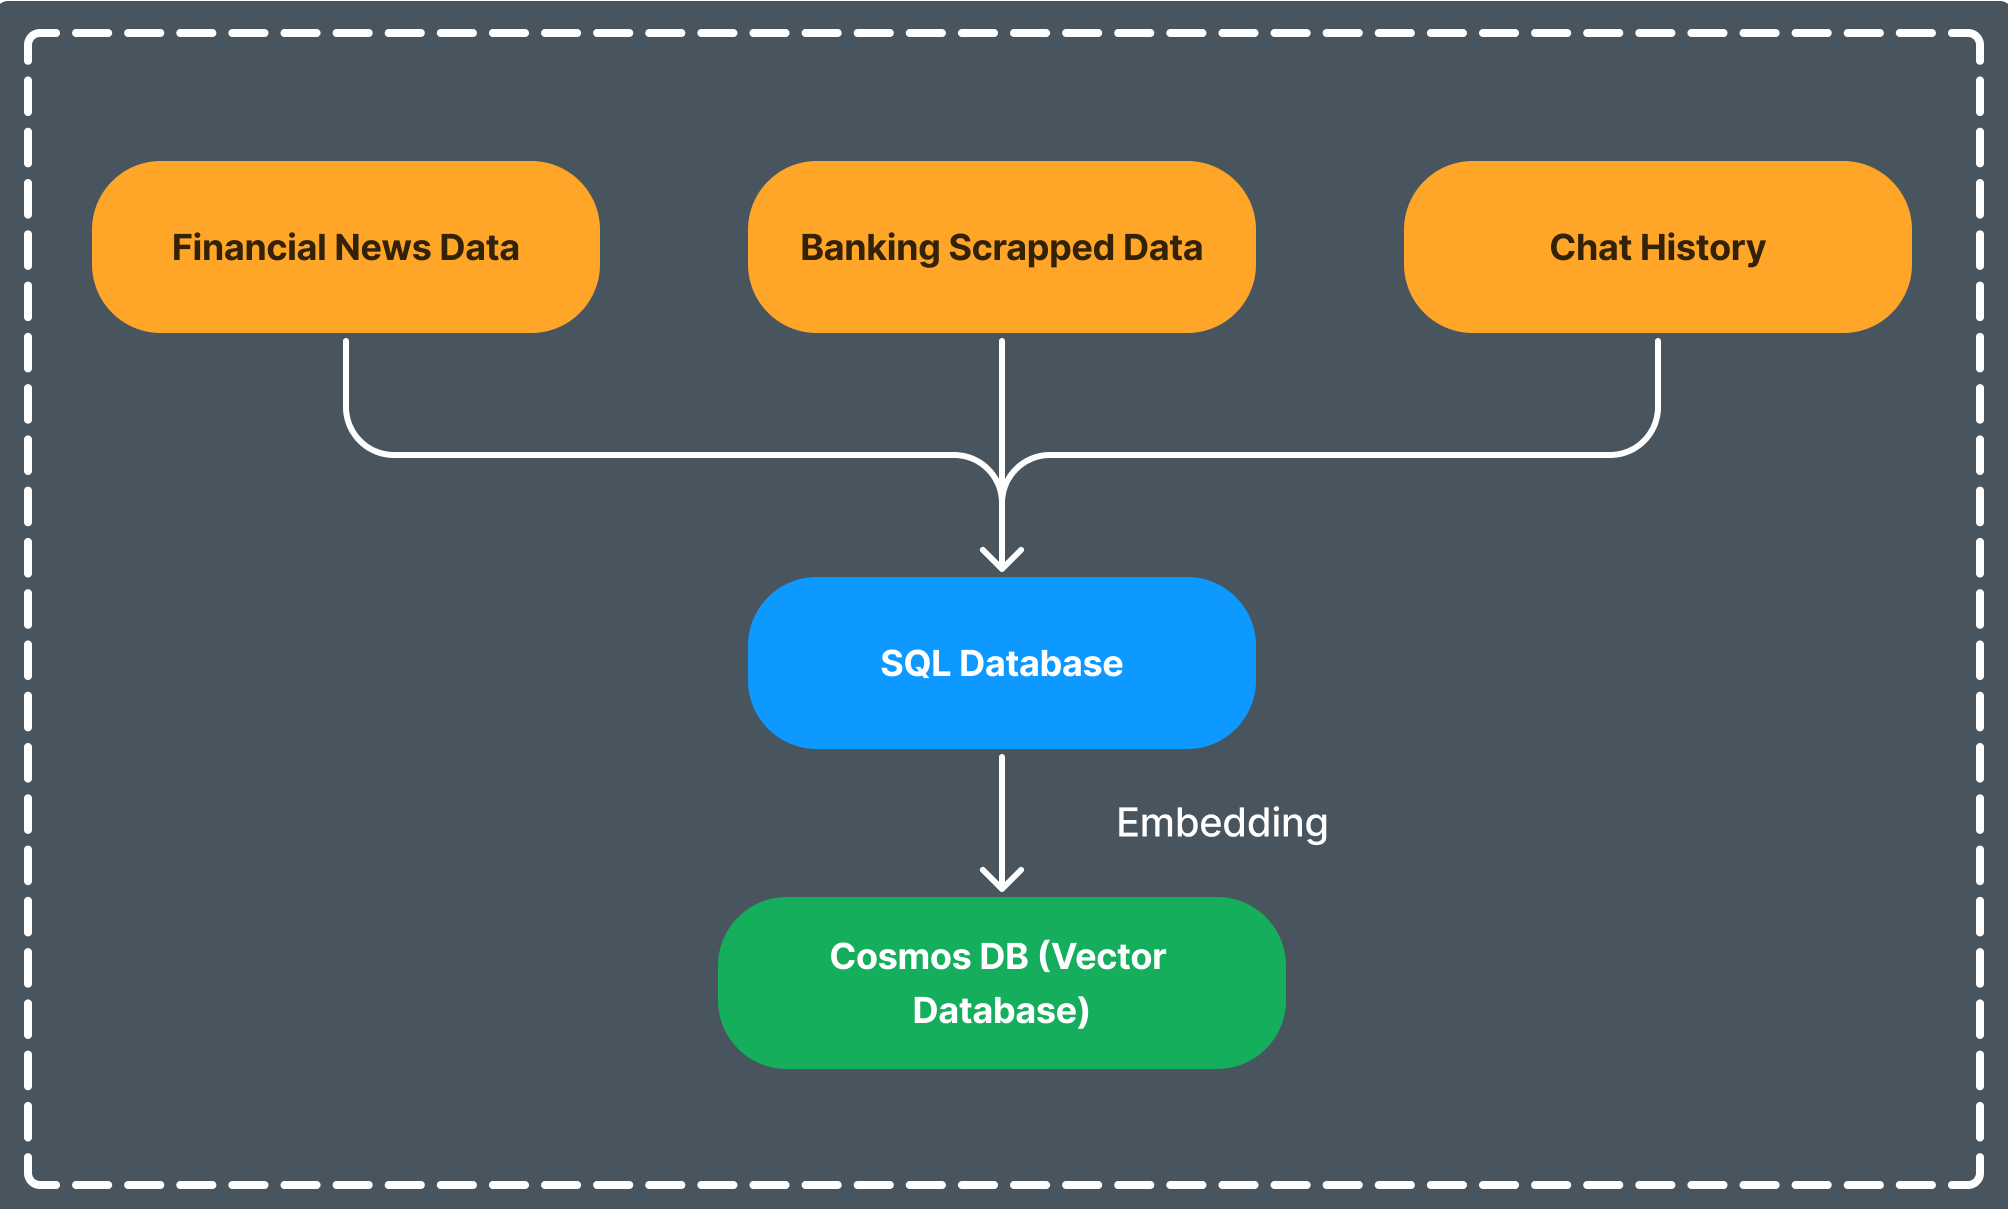 Financial News Data
Banking Scrapped Data
Chat History
SQL Database
Embedding
Cosmos DB (Vector
Database)